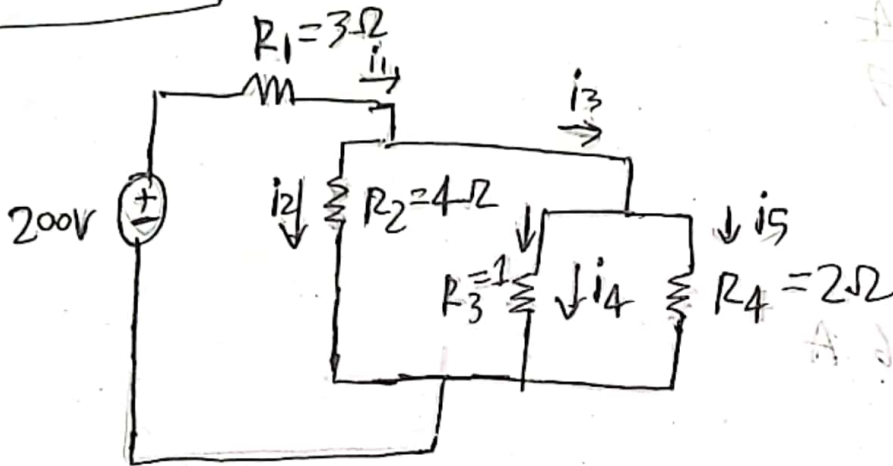 R₁=3Ω
i₁
i₃
200V
+
i₂
R₂=4Ω
i₅
R₃=1
i₄
R₄=2Ω